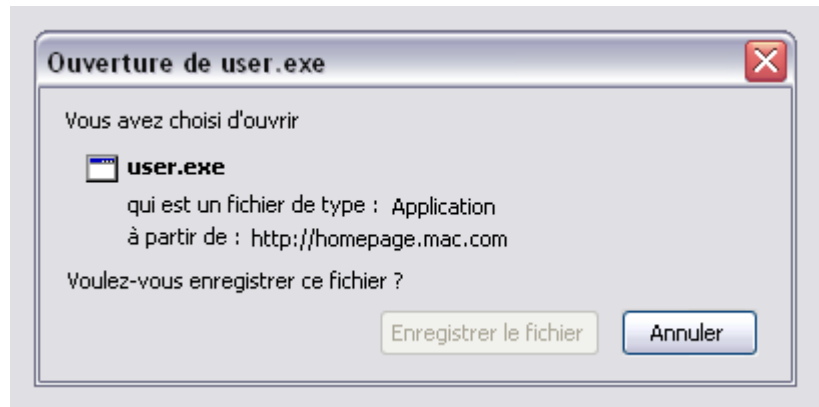 Ouverture de user.exe
Vous avez choisi d'ouvrir
user.exe
qui est un fichier de type : Application
à partir de : http://homepage.mac.com
Voulez-vous enregistrer ce fichier ?
Enregistrer le fichier Annuler